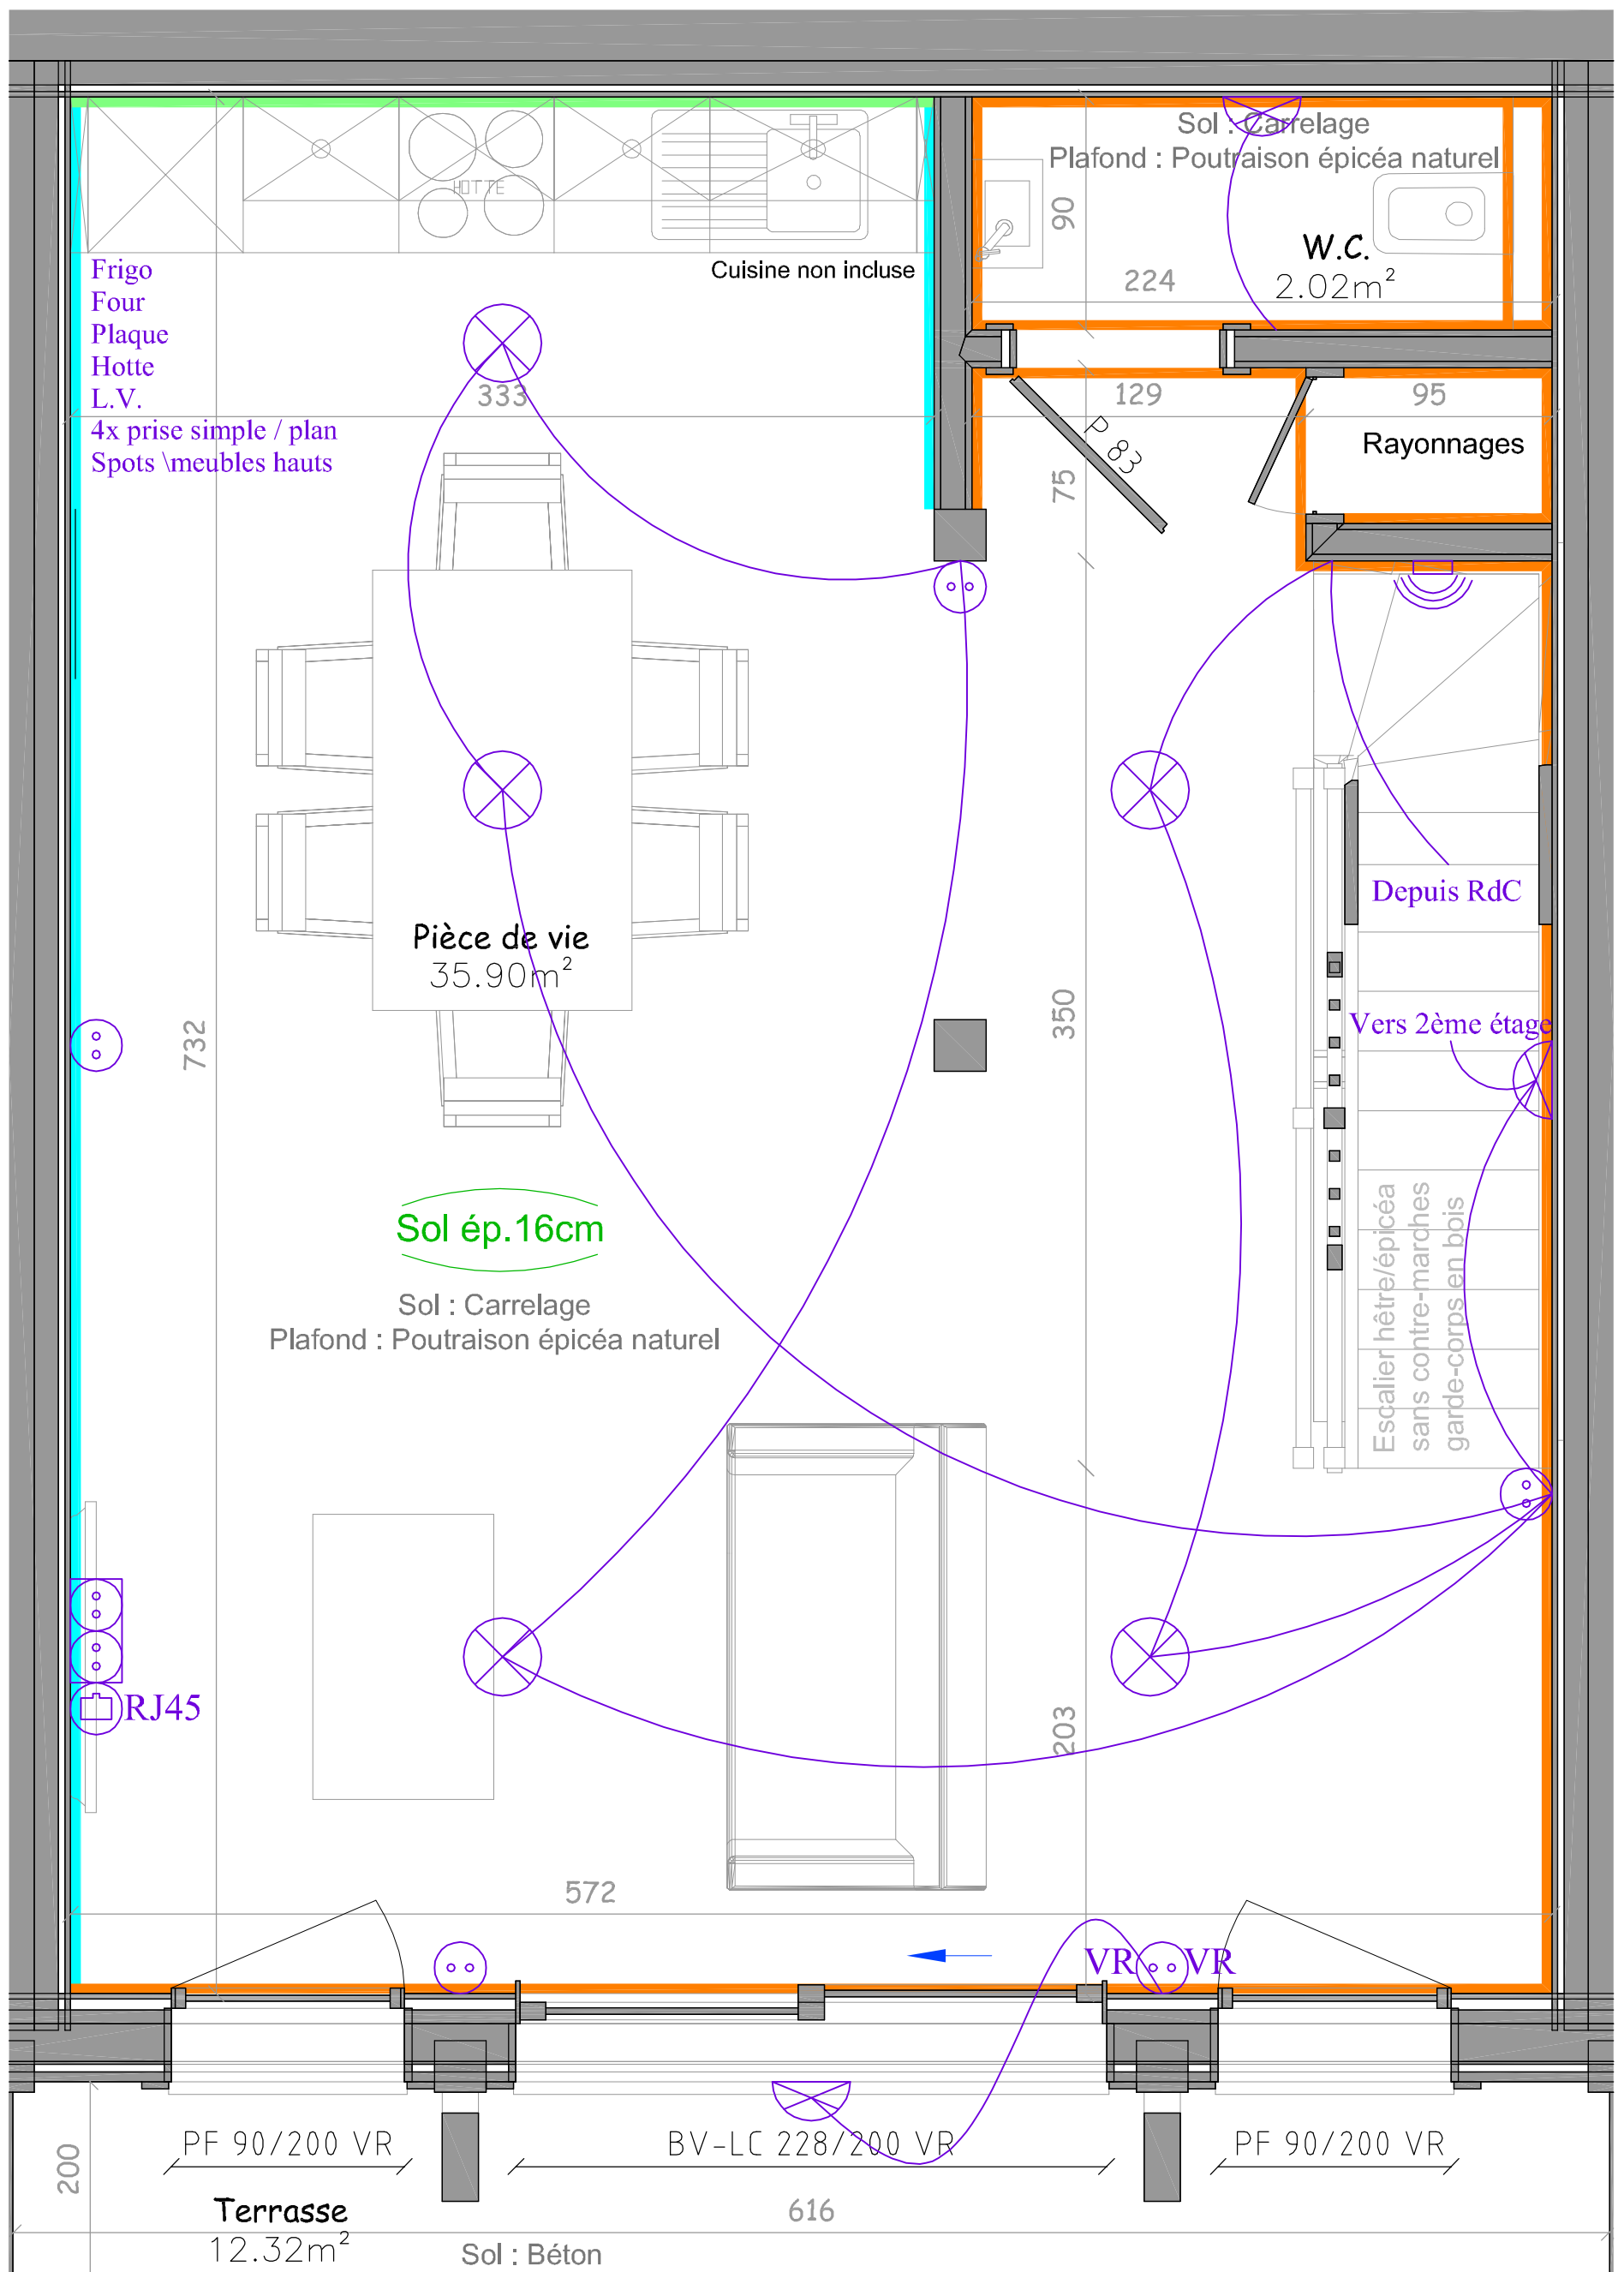 Sol : Carrelage
Plafond : Poutraison épicéa naturel
HOTTE
90
W.C.
2.02m²
224
Frigo
Four
Plaque
Hotte
L.V.
4x prise simple / plan
Spots \meubles hauts
Cuisine non incluse
333
129
95
P 83
Rayonnages
75
Depuis RdC
Pièce de vie
35.90m²
732
350
Vers 2ème étage
Sol ép.16cm
Sol : Carrelage
Plafond : Poutraison épicéa naturel
Escalier hêtre/épicéa
sans contre-marches
garde-corps en bois
RJ45
203
572
VR
VR
PF 90/200 VR
BV-LC 228/200 VR
PF 90/200 VR
200
Terrasse
12.32m²
616
Sol : Béton